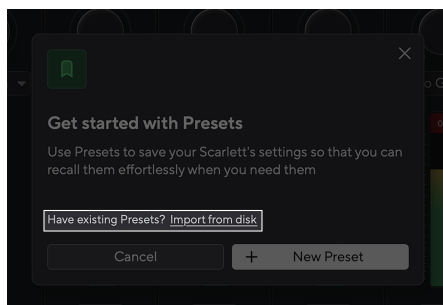 Get started with Presets
Use Presets to save your Scarlett's settings so that you can
recall them effortlessly when you need them
Have existing Presets? Import from disk
Cancel
+ New Preset